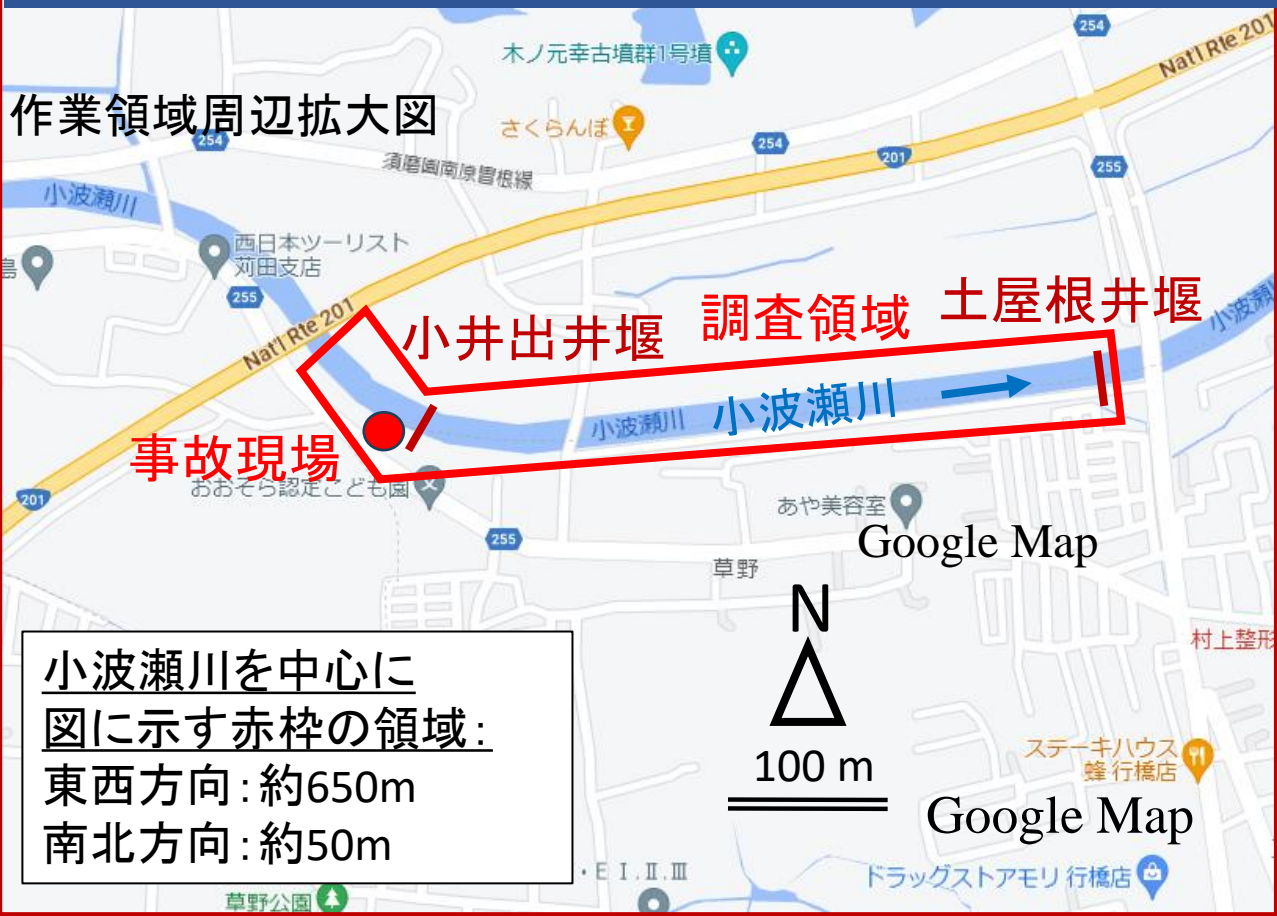 254
Nat'l Rte 201
木ノ元幸古墳群1号墳
作業領域周辺拡大図
さくらんぼ
254
254
201
255
須磨園南原曽根線
小波瀬川
西日本ツーリスト
苅田支店
島
255
Nat'l Rte 201
小井出井堰
調査領域
土屋根井堰
小波瀬
小波瀬川
小波瀬川
事故現場
おおそら認定こども園
201
255
あや美容室
Google Map
草野
N
100 m
村上整形
小波瀬川を中心に
図に示す赤枠の領域:
東西方向:約650m
南北方向:約50m
ステーキハウス
蜂 行橋店
Google Map
・E I.II.III
ドラッグストアモリ 行橋店
草野公園